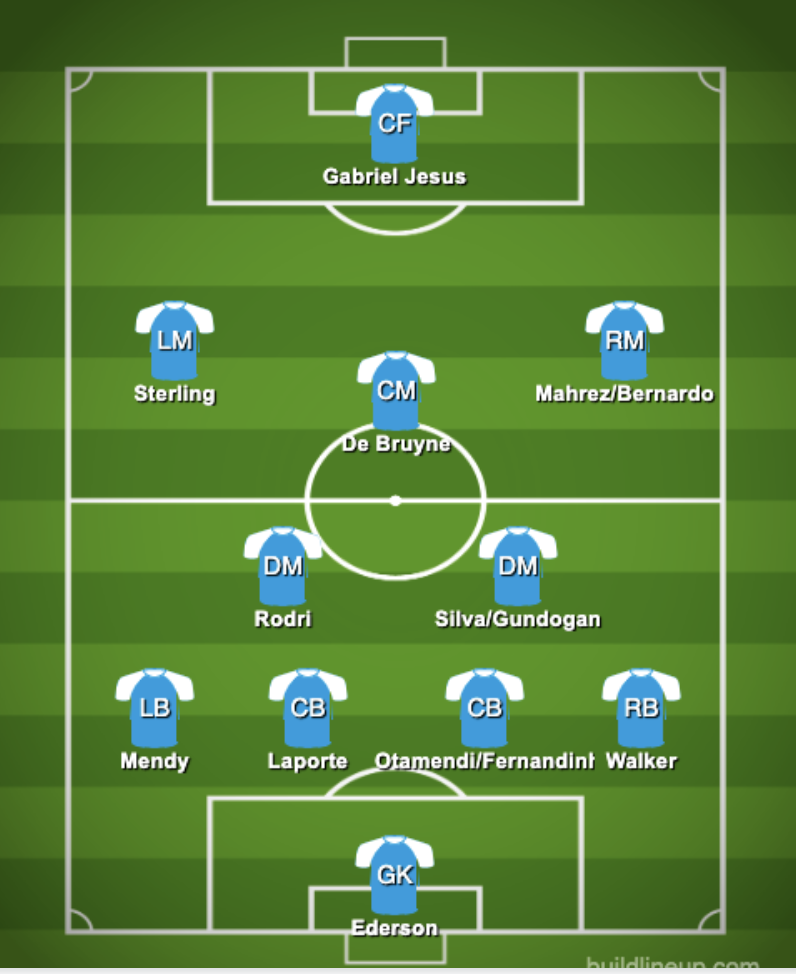 CF
Gabriel Jesus
LM
Sterling
CM
De Bruyne
RM
Mahrez/Bernardo
DM
Rodri
DM
Silva/Gundogan
LB
Mendy
CB
Laporte
CB
Otamendi/Fernandinh
RB
Walker
GK
Ederson
buildlineup.com